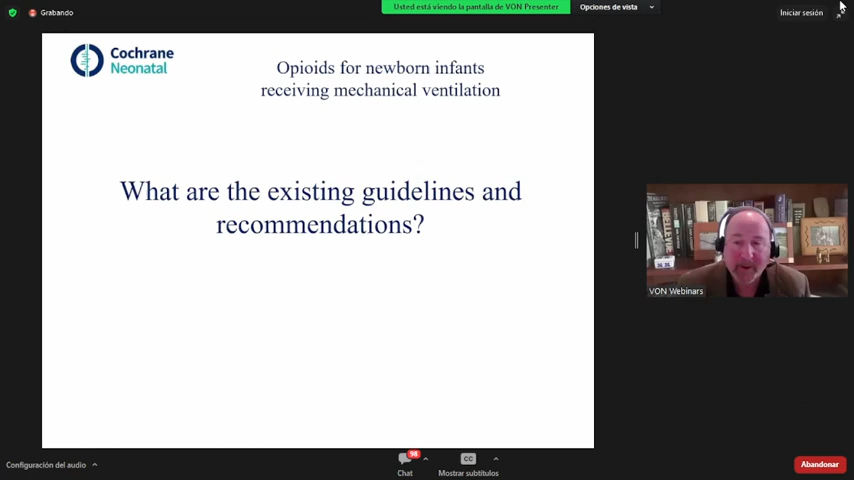 Grabando
Usted está viendo la pantalla de VON Presenter
Opciones de vista
Iniciar sesión
Cochrane
Neonatal
Opioids for newborn infants
receiving mechanical ventilation
What are the existing guidelines and
recommendations?
BELLEVUE
VON Webinars
Configuración del audio
98
Chat
CC
Mostrar subtítulos
Abandonar